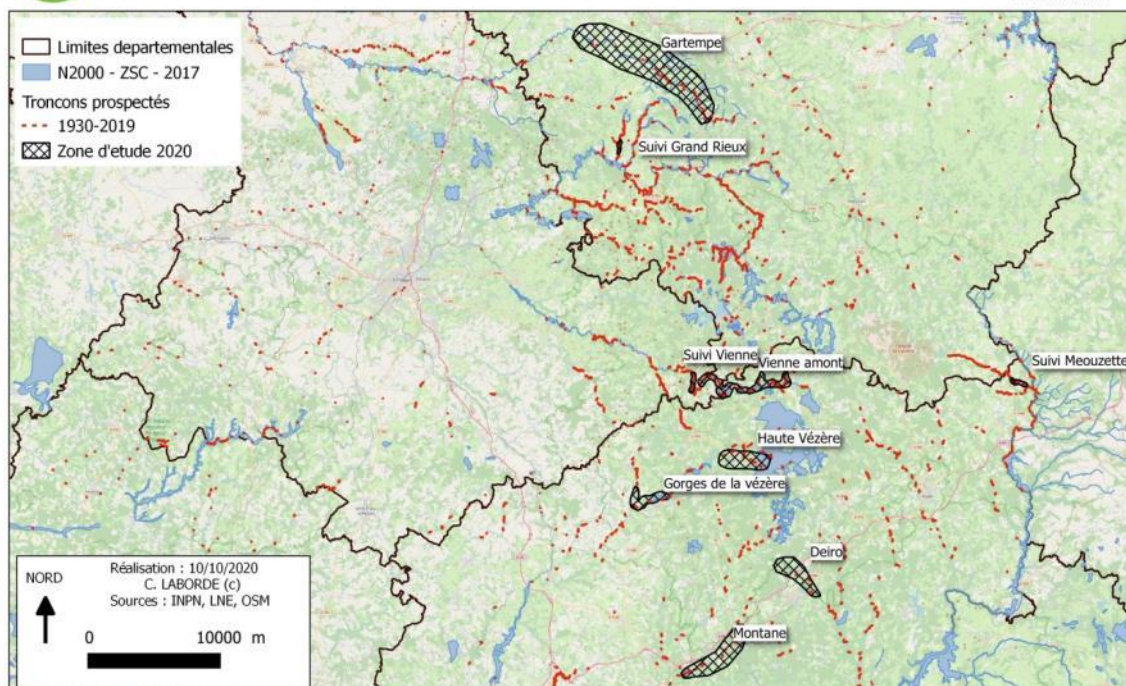 Limites departementales
N2000 - ZSC - 2017
Troncons prospectés
1930-2019
Zone d'etude 2020
Gartempe
Suivi Grand Rieux
Suivi Vienne
Vienne amont
Suivi Meouzette
Haute Vézère
Gorges de la vézère
Deiro
Montane
NORD
Réalisation : 10/10/2020
C. LABORDE (c)
Sources : INPN, LNE, OSM
0 10000 m